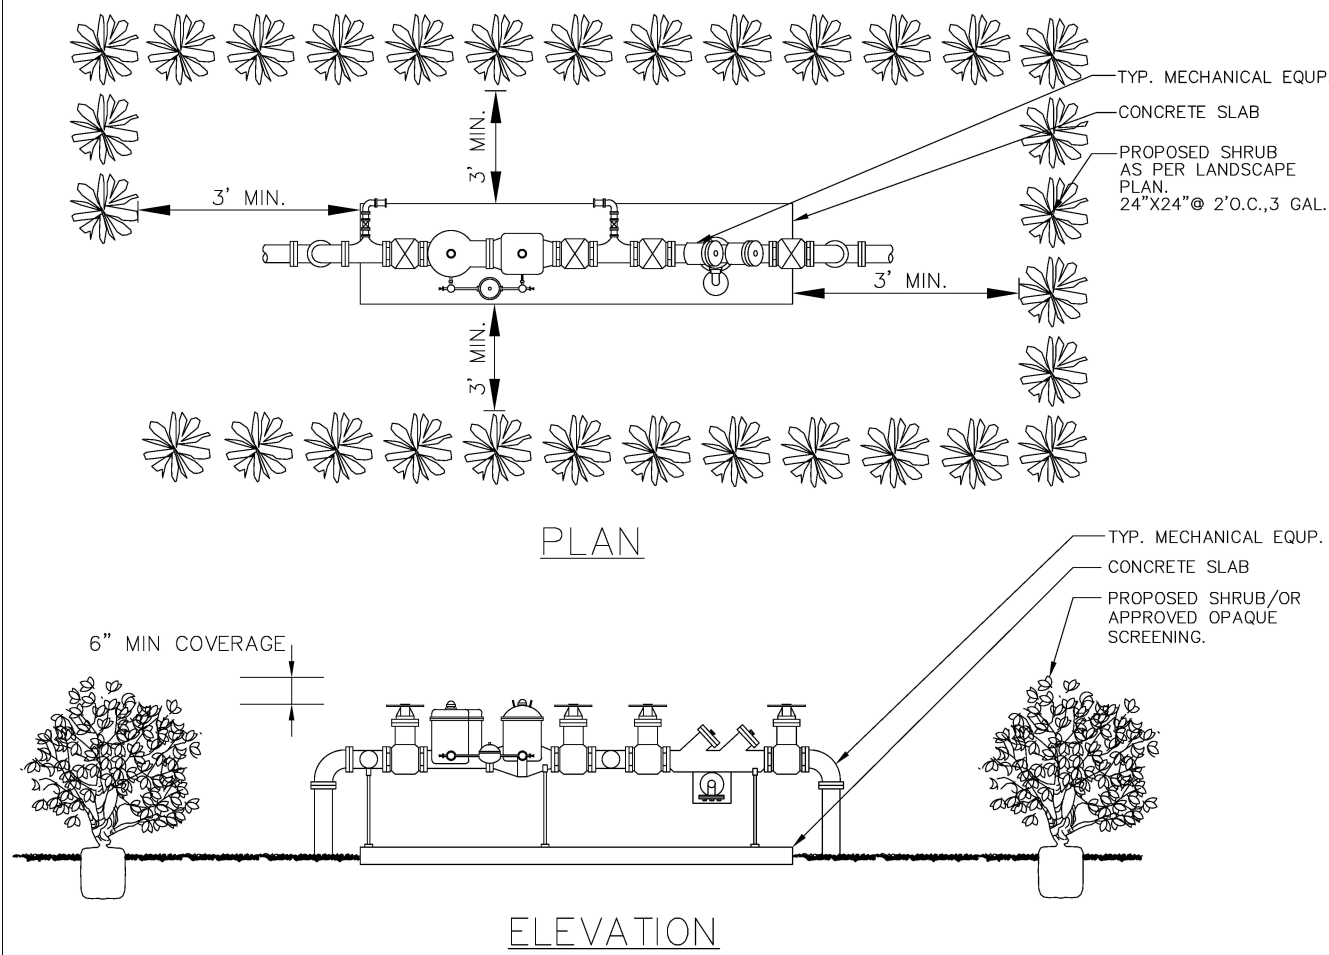 TYP. MECHANICAL EQUP
CONCRETE SLAB
PROPOSED SHRUB
AS PER LANDSCAPE
PLAN.
24"X24"@ 2'O.C.,3 GAL.
3' MIN.
3' MIN.
3' MIN.
3' MIN.
PLAN
TYP. MECHANICAL EQUP.
CONCRETE SLAB
PROPOSED SHRUB/OR
APPROVED OPAQUE
SCREENING.
6" MIN COVERAGE
ELEVATION